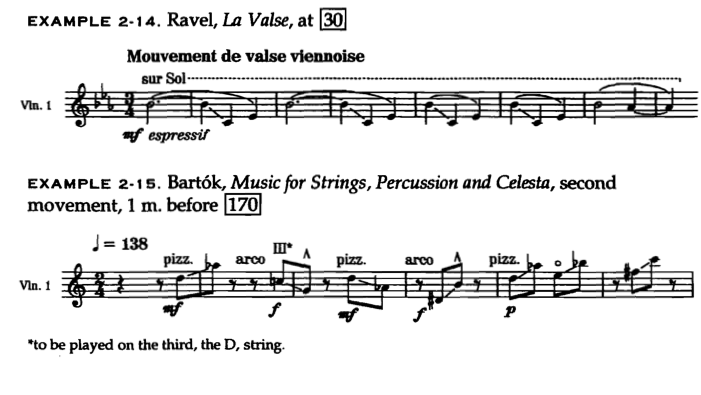 EXAMPLE 2-14. Ravel, La Valse, at 30
Mouvement de valse viennoise
sur Sol
Vln. 1
mf espressif
EXAMPLE 2-15. Bartók, Music for Strings, Percussion and Celesta, second
movement, 1 m. before 170
♩ = 138
pizz. arco III* pizz. arco pizz.
Vln. 1
2 4
mf f mf f p
*to be played on the third, the D, string.